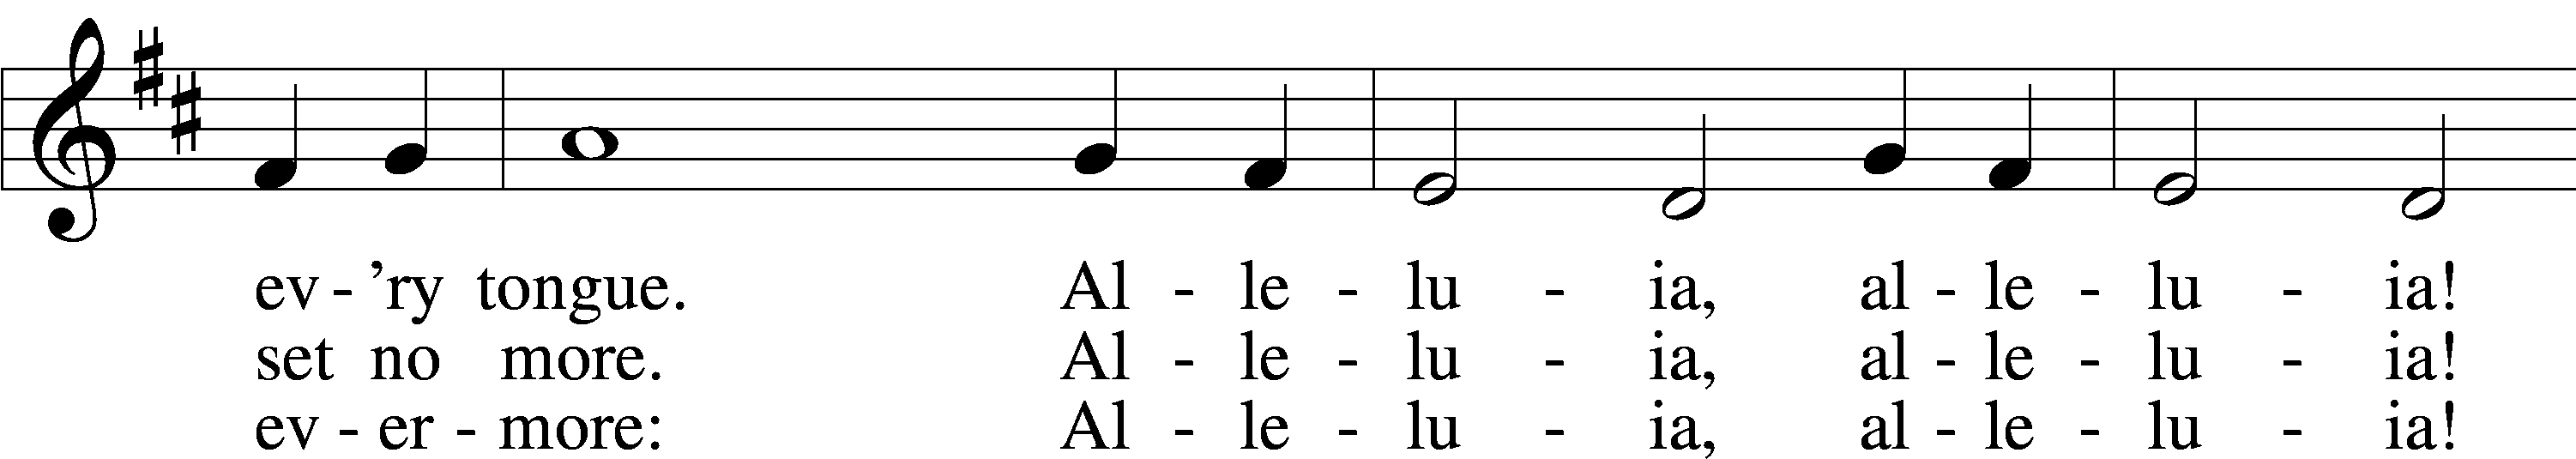 ev - ’ry tongue. Al - le - lu - ia, al - le - lu - ia!
set no more. Al - le - lu - ia, al - le - lu - ia!
ev - er - more: Al - le - lu - ia, al - le - lu - ia!